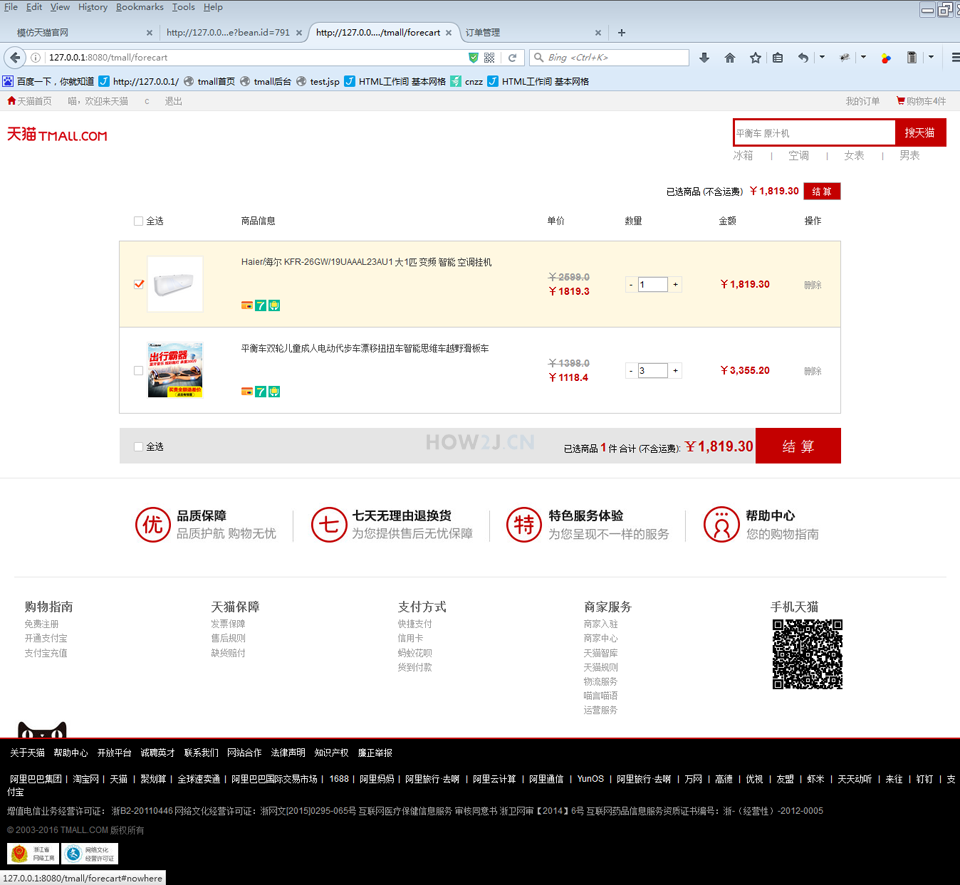 File Edit View History Bookmarks Tools Help
模仿天猫官网 × http://127.0.0...e?bean.id=791 × http://127.0.0..../tmall/forecart × 订单管理 × +
127.0.0.1:8080/tmall/forecart Bing <Ctrl+K>
百度一下，你就知道 http://127.0.0.1/ tmall首页 tmall后台 test.jsp HTML工作间 基本网格 cnzz HTML工作间 基本网格
天猫首页 喵，欢迎来天猫 c 退出 我的订单 购物车4件
天猫 TMALL.COM 平衡车 原汁机 搜天猫
冰箱 | 空调 | 女表 | 男表
已选商品 (不含运费) ￥1,819.30 结 算
全选 商品信息 单价 数量 金额 操作
Haier/海尔 KFR-26GW/19UAAAL23AU1 大1匹 变频 智能 空调挂机
￥2599.0
￥1819.3 - 1 + ￥1,819.30 删除
7
平衡车双轮儿童成人电动代步车漂移扭扭车智能思维车越野滑板车
出行霸器
￥1398.0
￥1118.4 - 3 + ￥3,355.20 删除
7
全选 HOW2J.CN 已选商品 1 件 合计 (不含运费): ￥1,819.30 结 算
优 品质保障 七 七天无理由退换货 特 特色服务体验 帮助中心
品质护航 购物无忧 为您提供售后无忧保障 为您呈现不一样的服务 您的购物指南
购物指南 天猫保障 支付方式 商家服务 手机天猫
免费注册 发票保障 快捷支付 商家入驻
开通支付宝 售后规则 信用卡 商家中心
支付宝充值 缺货赔付 蚂蚁花呗 天猫智库
货到付款 天猫规则
物流服务
喵言喵语
运营服务
关于天猫 帮助中心 开放平台 诚聘英才 联系我们 网站合作 法律声明 知识产权 廉正举报
阿里巴巴集团 | 淘宝网 | 天猫 | 聚划算 | 全球速卖通 | 阿里巴巴国际交易市场 | 1688 | 阿里妈妈 | 阿里旅行·去啊 | 阿里云计算 | 阿里通信 | YunOS | 阿里旅行·去啊 | 万网 | 高德 | 优视 | 友盟 | 虾米 | 天天动听 | 来往 | 钉钉 | 支
付宝
增值电信业务经营许可证： 浙B2-20110446 网络文化经营许可证：浙网文[2015]0295-065号 互联网医疗保健信息服务 审核同意书 浙卫网审【2014】6号 互联网药品信息服务资质证书编号：浙-（经营性）-2012-0005
© 2003-2016 TMALL.COM 版权所有
浙江省 网络文化
网络工商 经营许可证
127.0.0.1:8080/tmall/forecart#nowhere